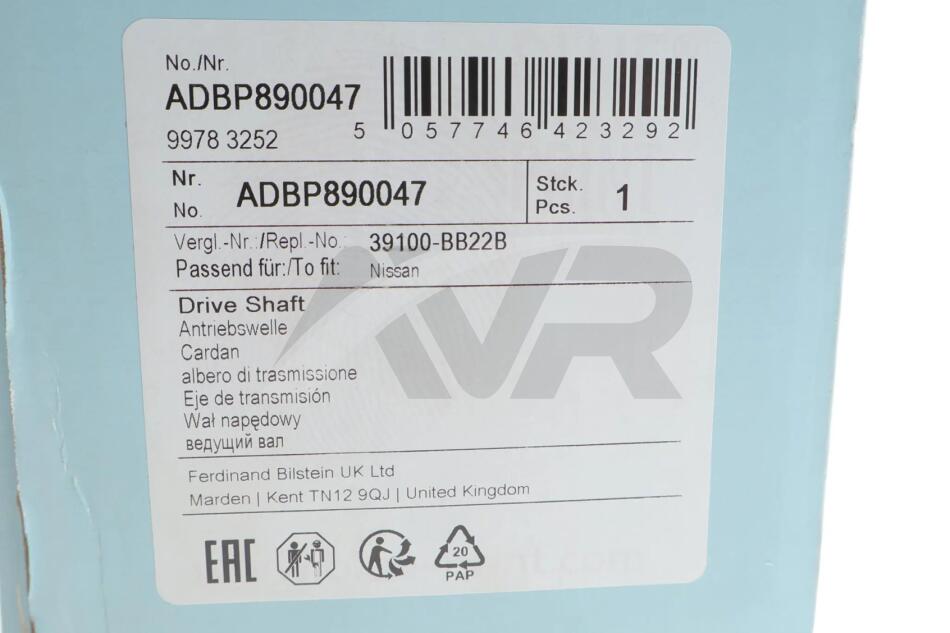 No./Nr.
ADBP890047
9978 3252
5 057746 423292
Nr.
No.
ADBP890047
Stck.
Pcs.
1
Vergl.-Nr.:/Repl.-No.: 39100-BB22B
Passend für:/To fit: Nissan
Drive Shaft
Antriebswelle
Cardan
albero di trasmissione
Eje de transmisión
Wał napędowy
ведущий вал
Ferdinand Bilstein UK Ltd
Marden | Kent TN12 9QJ | United Kingdom
EAC
20
PAP
VR